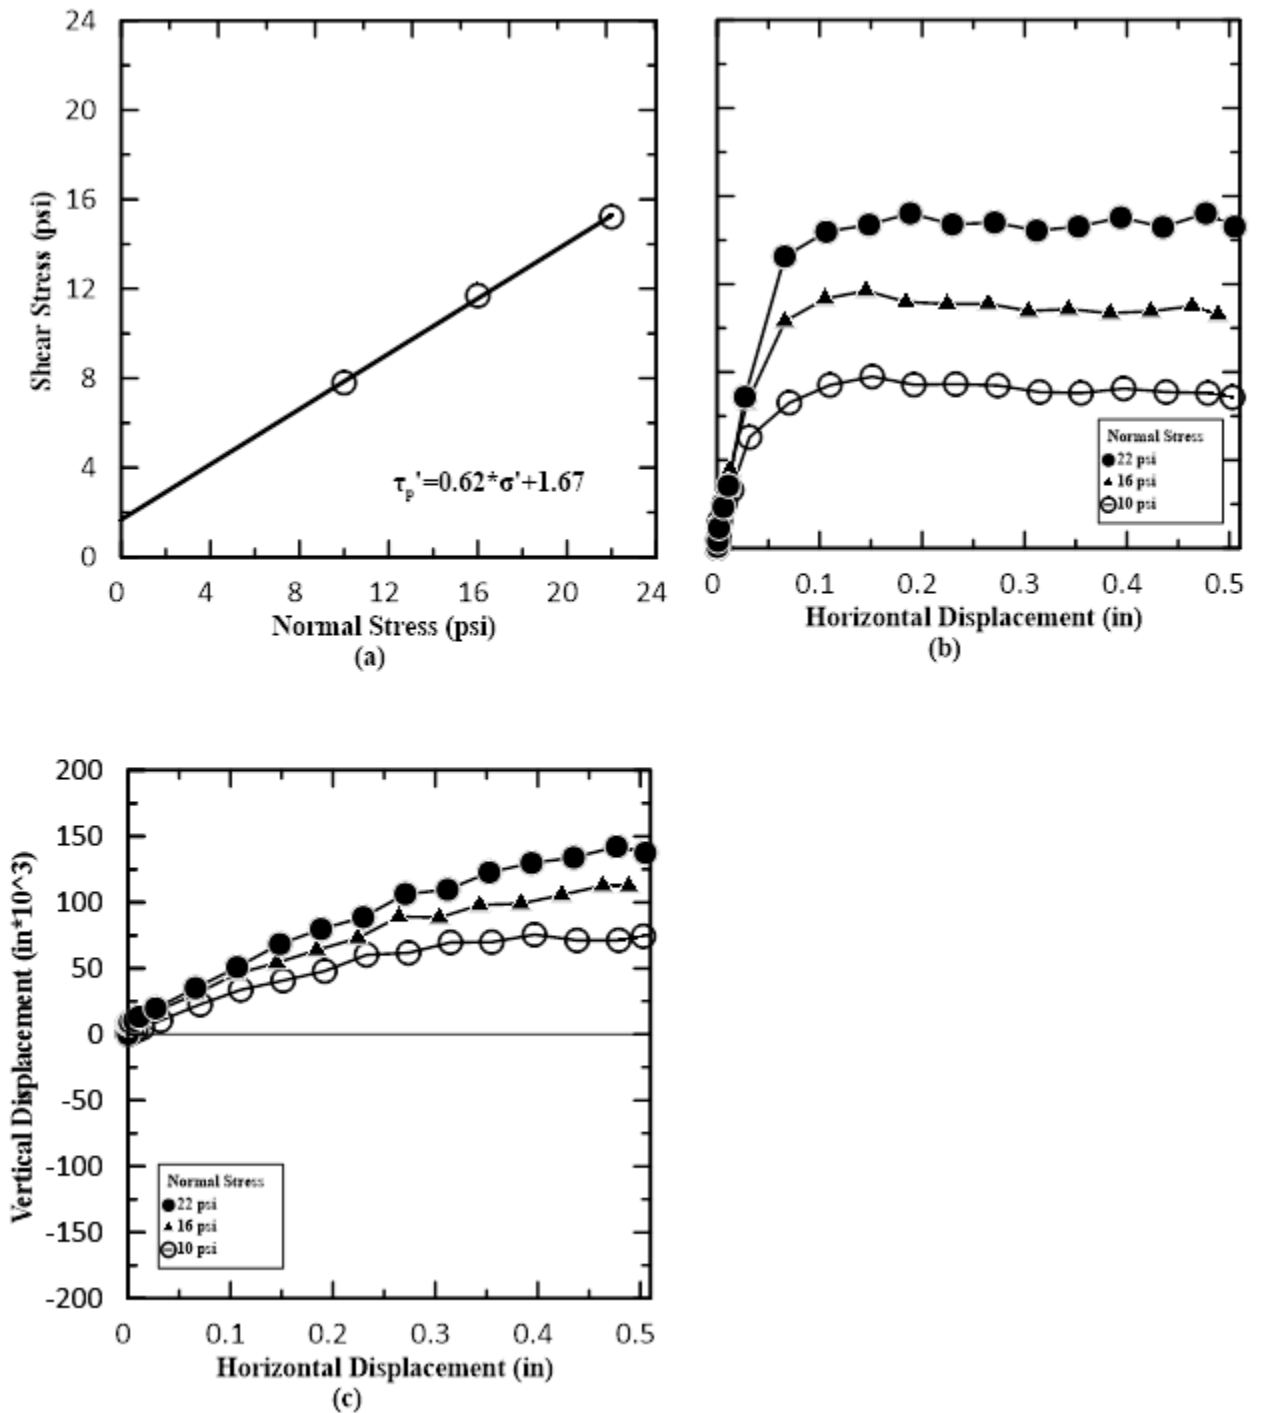 24
20
16
12
8
4
0
Shear Stress (psi)
τp'=0.62*σ'+1.67
0 4 8 12 16 20 24
Normal Stress (psi)
(a)
Normal Stress
22 psi
16 psi
10 psi
0 0.1 0.2 0.3 0.4 0.5
Horizontal Displacement (in)
(b)
200
150
100
50
0
-50
-100
-150
-200
Vertical Displacement (in*10^3)
Normal Stress
22 psi
16 psi
10 psi
0 0.1 0.2 0.3 0.4 0.5
Horizontal Displacement (in)
(c)